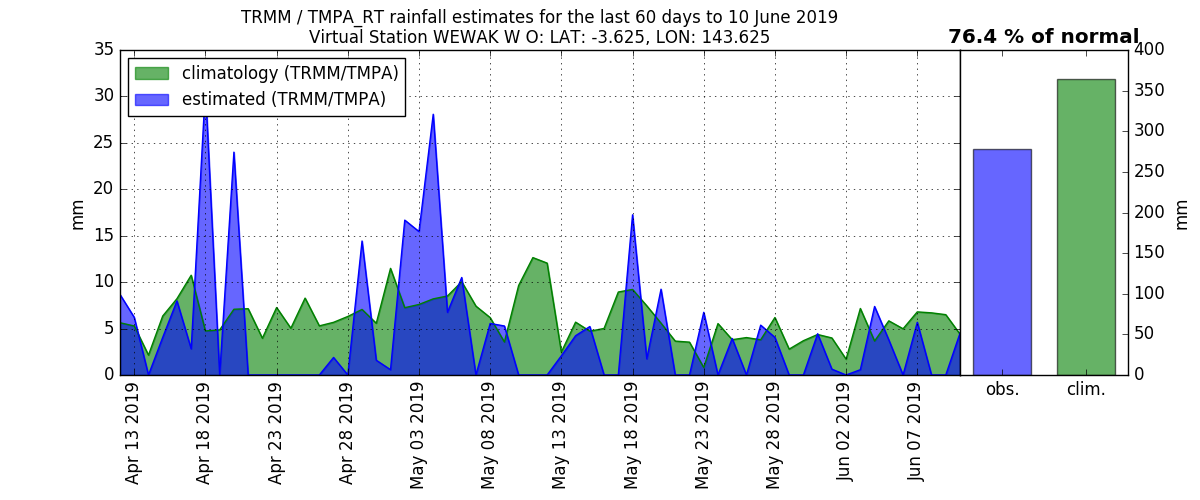 TRMM / TMPA_RT rainfall estimates for the last 60 days to 10 June 2019
Virtual Station WEWAK W O: LAT: -3.625, LON: 143.625
76.4 % of normal
climatology (TRMM/TMPA)
estimated (TRMM/TMPA)
35
30
25
20
15
10
5
0
mm
Apr 13 2019
Apr 18 2019
Apr 23 2019
Apr 28 2019
May 03 2019
May 08 2019
May 13 2019
May 18 2019
May 23 2019
May 28 2019
Jun 02 2019
Jun 07 2019
obs.
clim.
400
350
300
250
200
150
100
50
0
mm